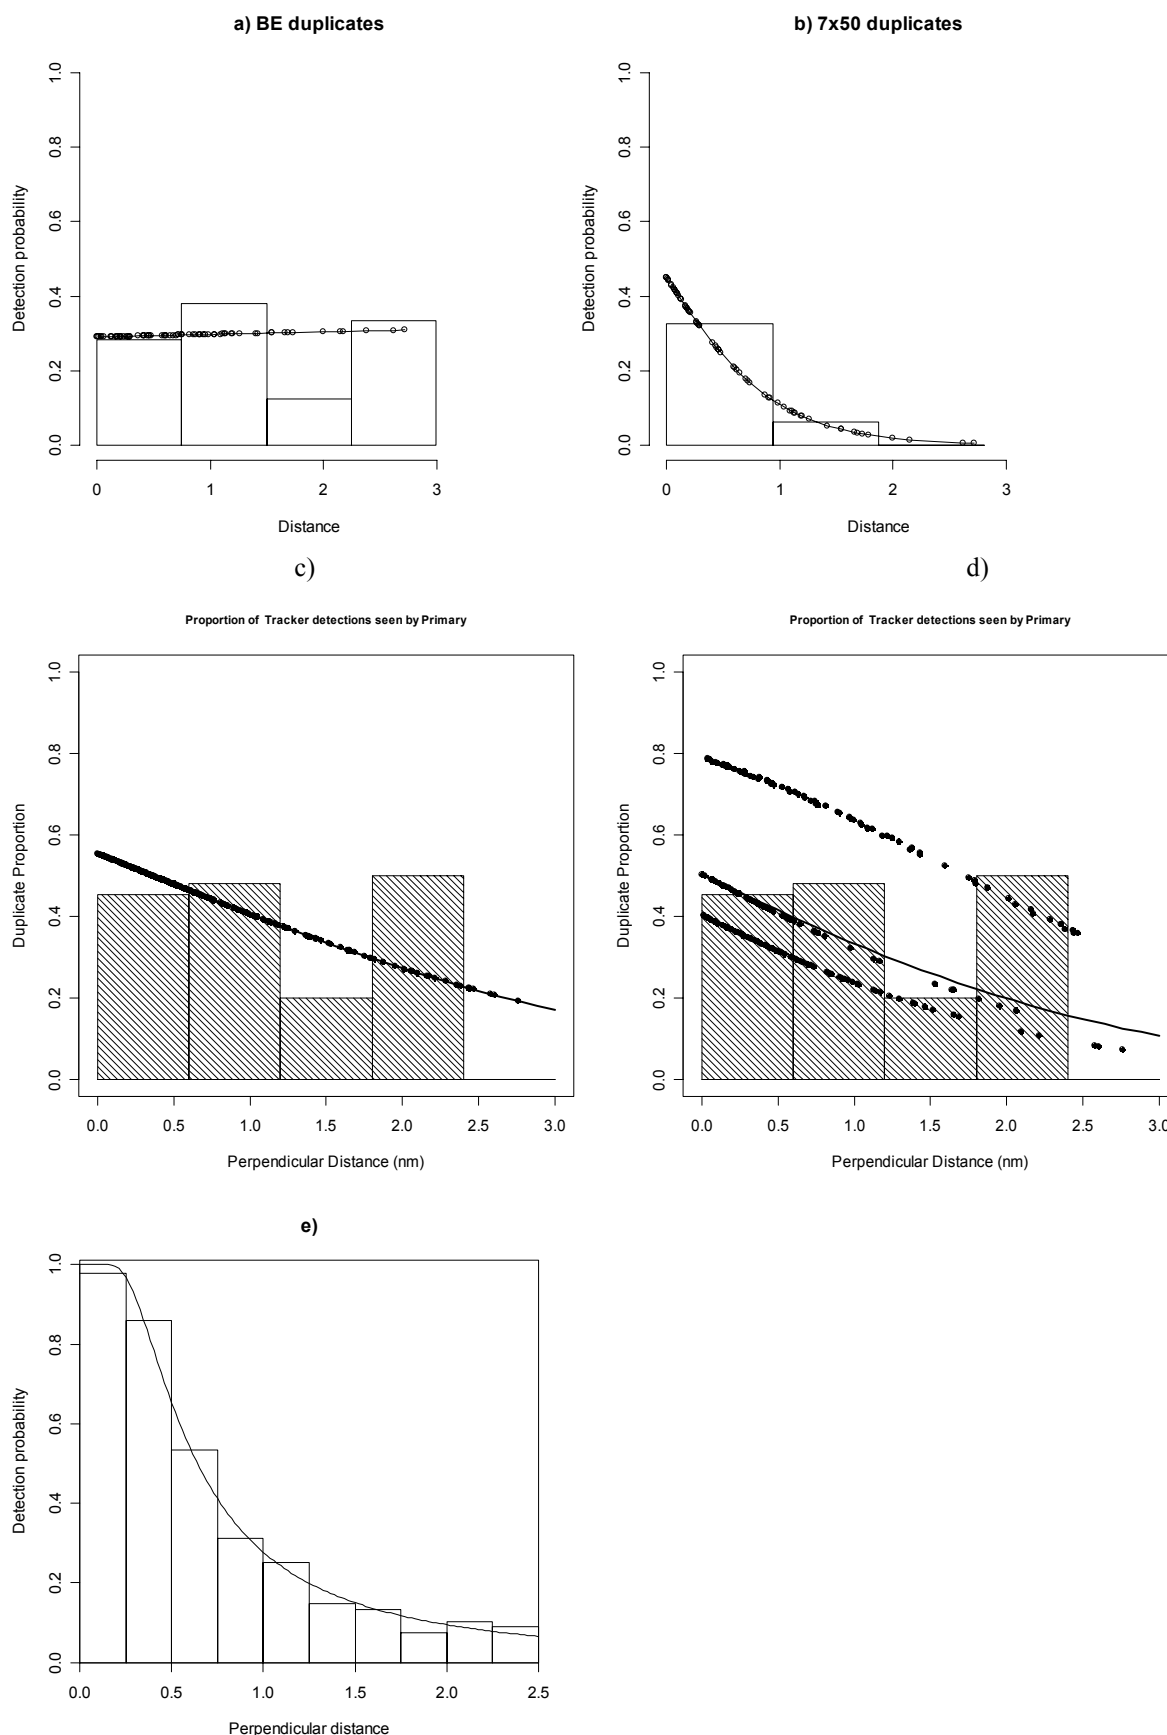 a) BE duplicates
Detection probability
0.0 0.2 0.4 0.6 0.8 1.0
0 1 2 3
Distance
b) 7x50 duplicates
Detection probability
0.0 0.2 0.4 0.6 0.8 1.0
0 1 2 3
Distance
c)
Proportion of Tracker detections seen by Primary
Duplicate Proportion
0.0 0.2 0.4 0.6 0.8 1.0
0.0 0.5 1.0 1.5 2.0 2.5 3.0
Perpendicular Distance (nm)
d)
Proportion of Tracker detections seen by Primary
Duplicate Proportion
0.0 0.2 0.4 0.6 0.8 1.0
0.0 0.5 1.0 1.5 2.0 2.5 3.0
Perpendicular Distance (nm)
e)
Detection probability
0.0 0.2 0.4 0.6 0.8 1.0
0.0 0.5 1.0 1.5 2.0 2.5
Perpendicular distance